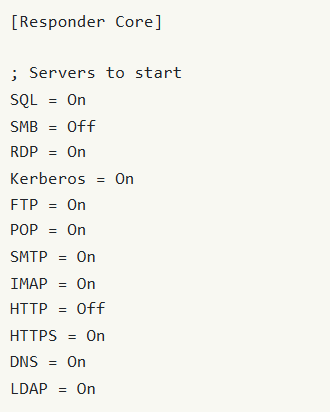 [Responder Core]
; Servers to start
SQL = On
SMB = Off
RDP = On
Kerberos = On
FTP = On
POP = On
SMTP = On
IMAP = On
HTTP = Off
HTTPS = On
DNS = On
LDAP = On